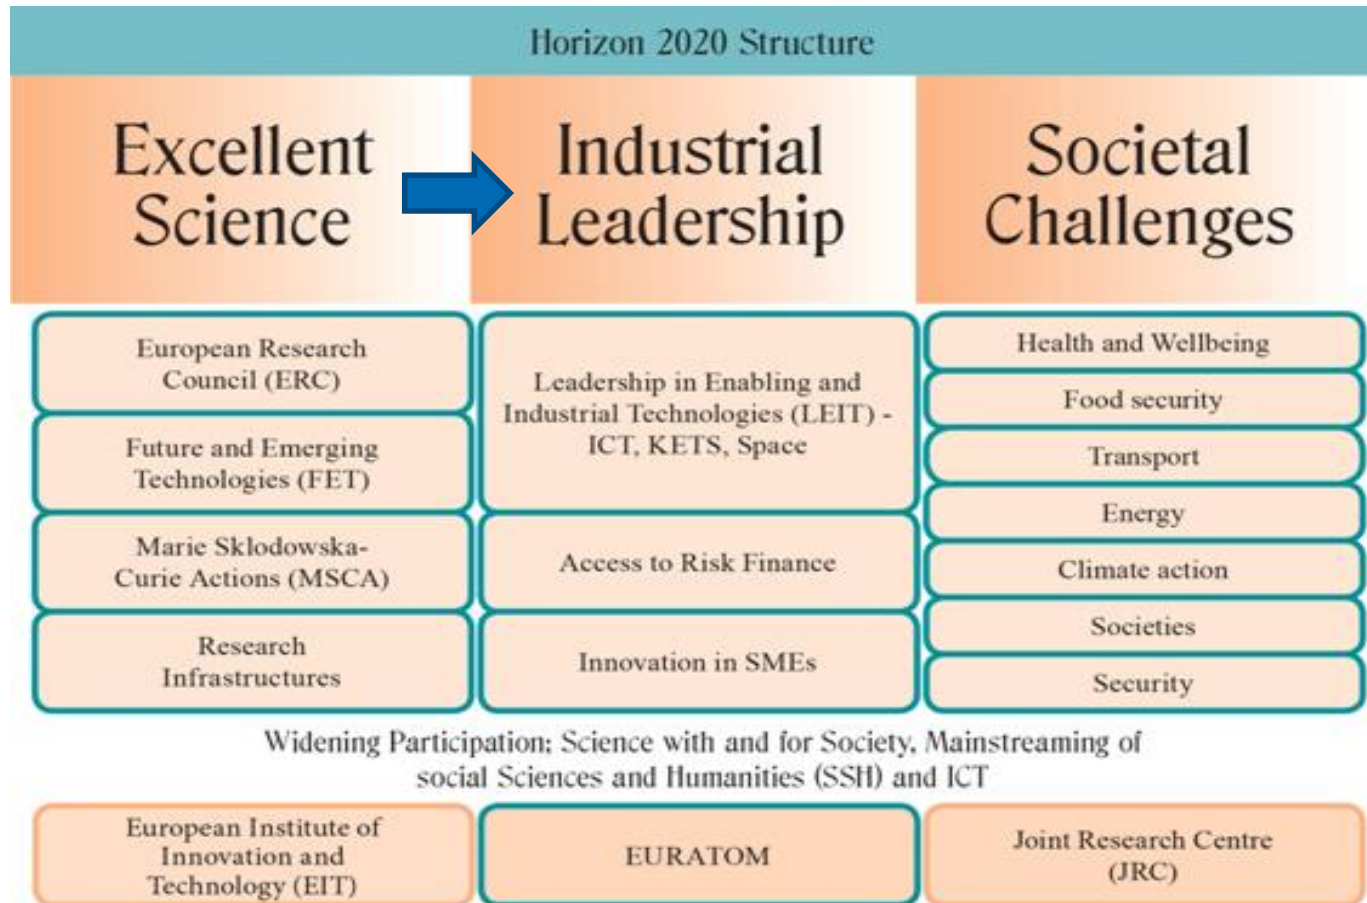 Horizon 2020 Structure
Excellent
Science
Industrial
Leadership
Societal
Challenges
European Research
Council (ERC)
Future and Emerging
Technologies (FET)
Marie Sklodowska-
Curie Actions (MSCA)
Research
Infrastructures
Leadership in Enabling and
Industrial Technologies (LEIT) -
ICT, KETS, Space
Access to Risk Finance
Innovation in SMEs
Health and Wellbeing
Food security
Transport
Energy
Climate action
Societies
Security
Widening Participation; Science with and for Society, Mainstreaming of
social Sciences and Humanities (SSH) and ICT
European Institute of
Innovation and
Technology (EIT)
EURATOM
Joint Research Centre
(JRC)